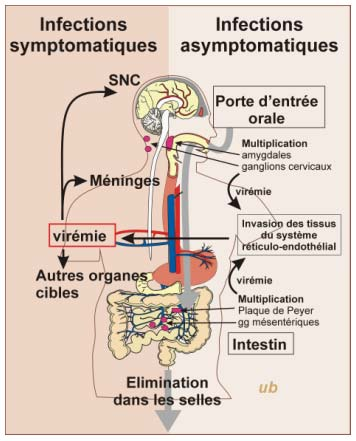 Infections
symptomatiques
Infections
asymptomatiques
SNC
Porte d'entrée
orale
Multiplication
amygdales
ganglions cervicaux
virémie
Méninges
virémie
Invasion des tissus
du système
réticulo-endothélial
Autres organes
cibles
virémie
Multiplication
Plaque de Peyer
gg mésentériques
Intestin
Elimination
dans les selles
ub